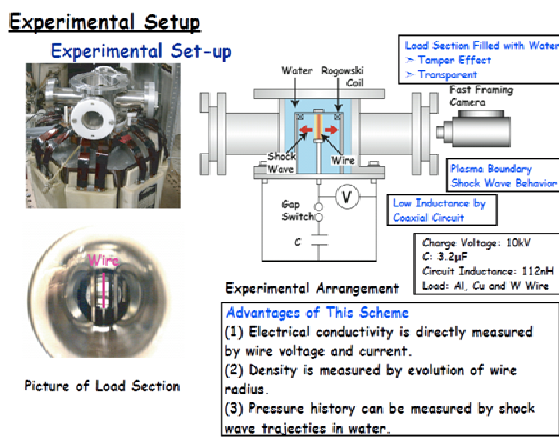 Experimental Setup
Experimental Set-up
Load Section Filled with Water
➢ Tamper Effect
➢ Transparent
Water
Rogowski
Coil
Fast Framing
Camera
Shock
Wave
Wire
Plasma Boundary
Shock Wave Behavior
V
Low Inductance by
Coaxial Circuit
Gap
Switch
C
Charge Voltage: 10kV
C: 3.2μF
Circuit Inductance: 112nH
Load: Al, Cu and W Wire
Wire
Experimental Arrangement
Picture of Load Section
Advantages of This Scheme
(1) Electrical conductivity is directly measured
by wire voltage and current.
(2) Density is measured by evolution of wire
radius.
(3) Pressure history can be measured by shock
wave trajecties in water.